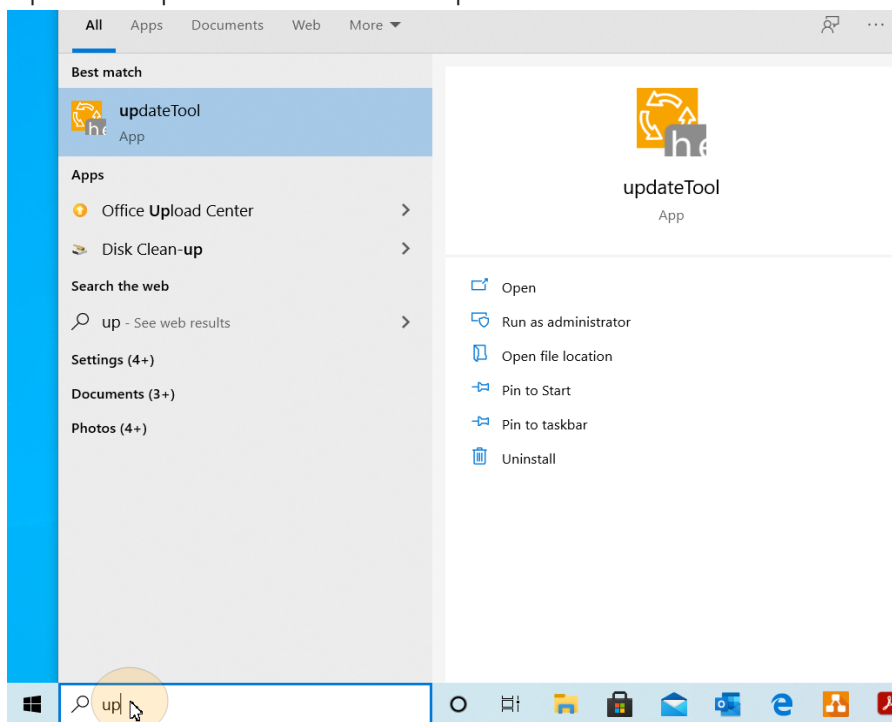 All Apps Documents Web More
Best match
updateTool
App
Apps
Office Upload Center
Disk Clean-up
Search the web
up - See web results
Settings (4+)
Documents (3+)
Photos (4+)
he
updateTool
App
Open
Run as administrator
Open file location
Pin to Start
Pin to taskbar
Uninstall
up